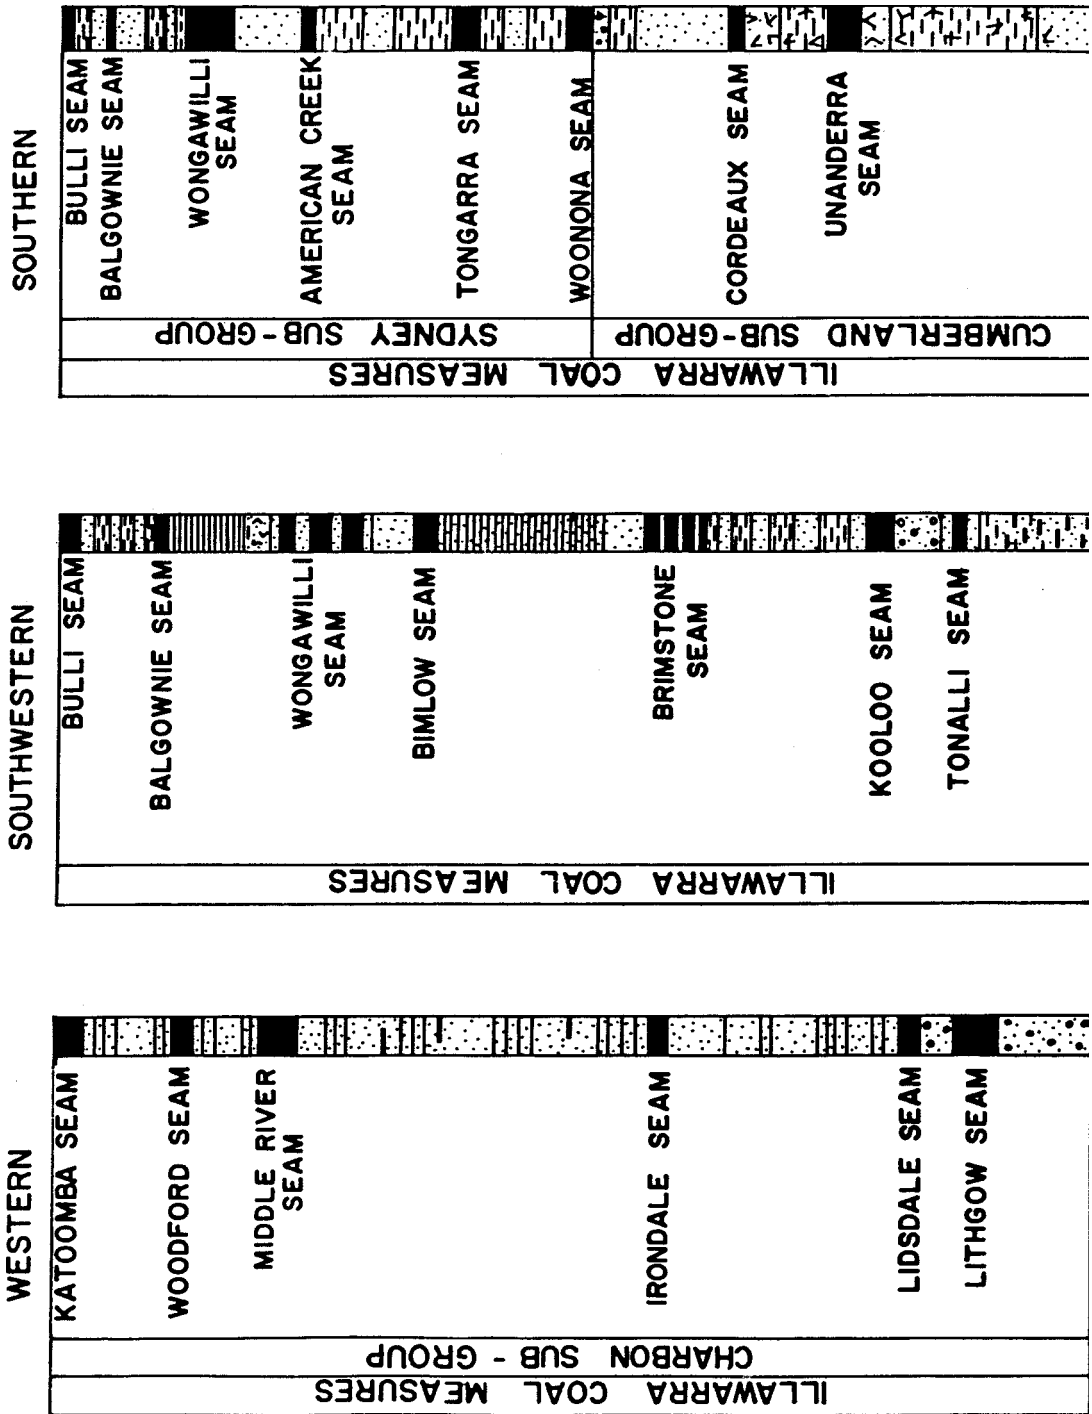 WESTERN
KATOOMBA SEAM
WOODFORD SEAM
MIDDLE RIVER
SEAM
IRONDALE SEAM
LIDSDALE SEAM
LITHGOW SEAM
CHARBON SUB-GROUP
ILLAWARRA COAL MEASURES
SOUTHWESTERN
BULLI SEAM
BALGOWNIE SEAM
WONGAWILLI
SEAM
BIMLOW SEAM
BRIMSTONE
SEAM
KOOLOO SEAM
TONALLI SEAM
ILLAWARRA COAL MEASURES
SOUTHERN
BULLI SEAM
BALGOWNIE SEAM
WONGAWILLI
SEAM
AMERICAN CREEK
SEAM
TONGARRA SEAM
WOONONA SEAM
CORDEAUX SEAM
UNANDERRA
SEAM
SYDNEY SUB-GROUP
CUMBERLAND SUB-GROUP
ILLAWARRA COAL MEASURES